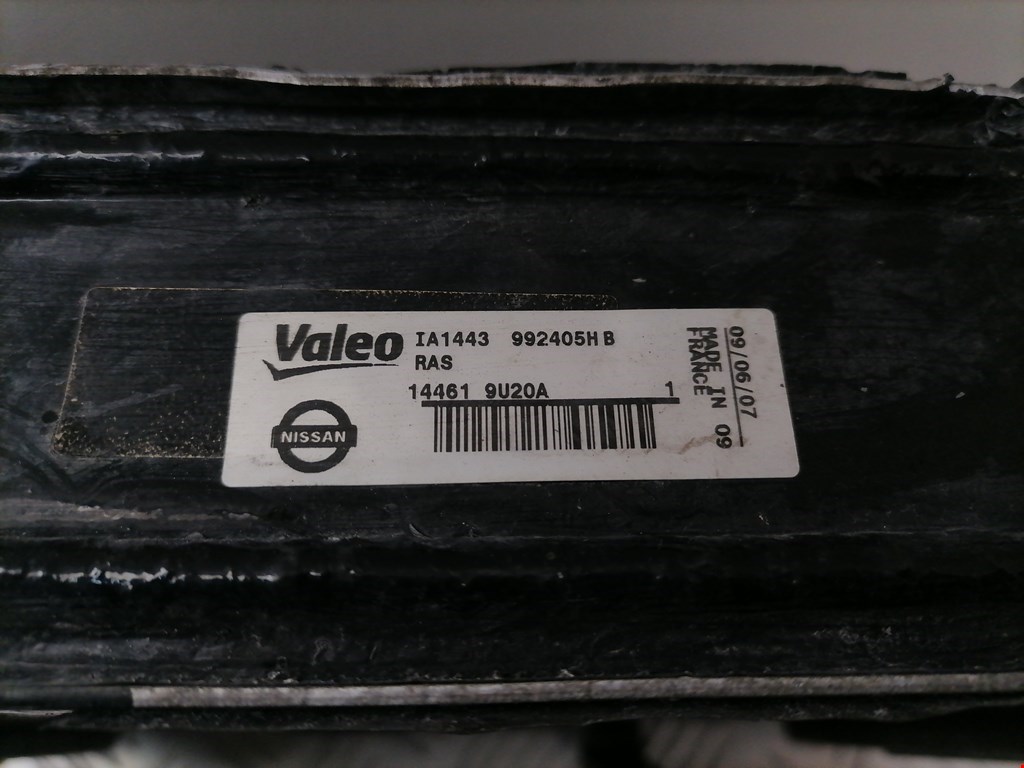 Valeo
IA1443 992405H B
RAS
14461 9U20A 1
NISSAN
09/06/07
MADE IN 09
FRANCE